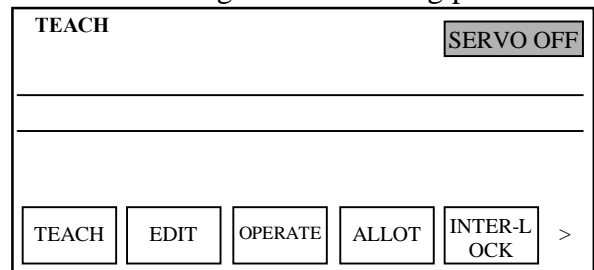 TEACH
SERVO OFF
TEACH EDIT OPERATE ALLOT INTER-L
OCK >